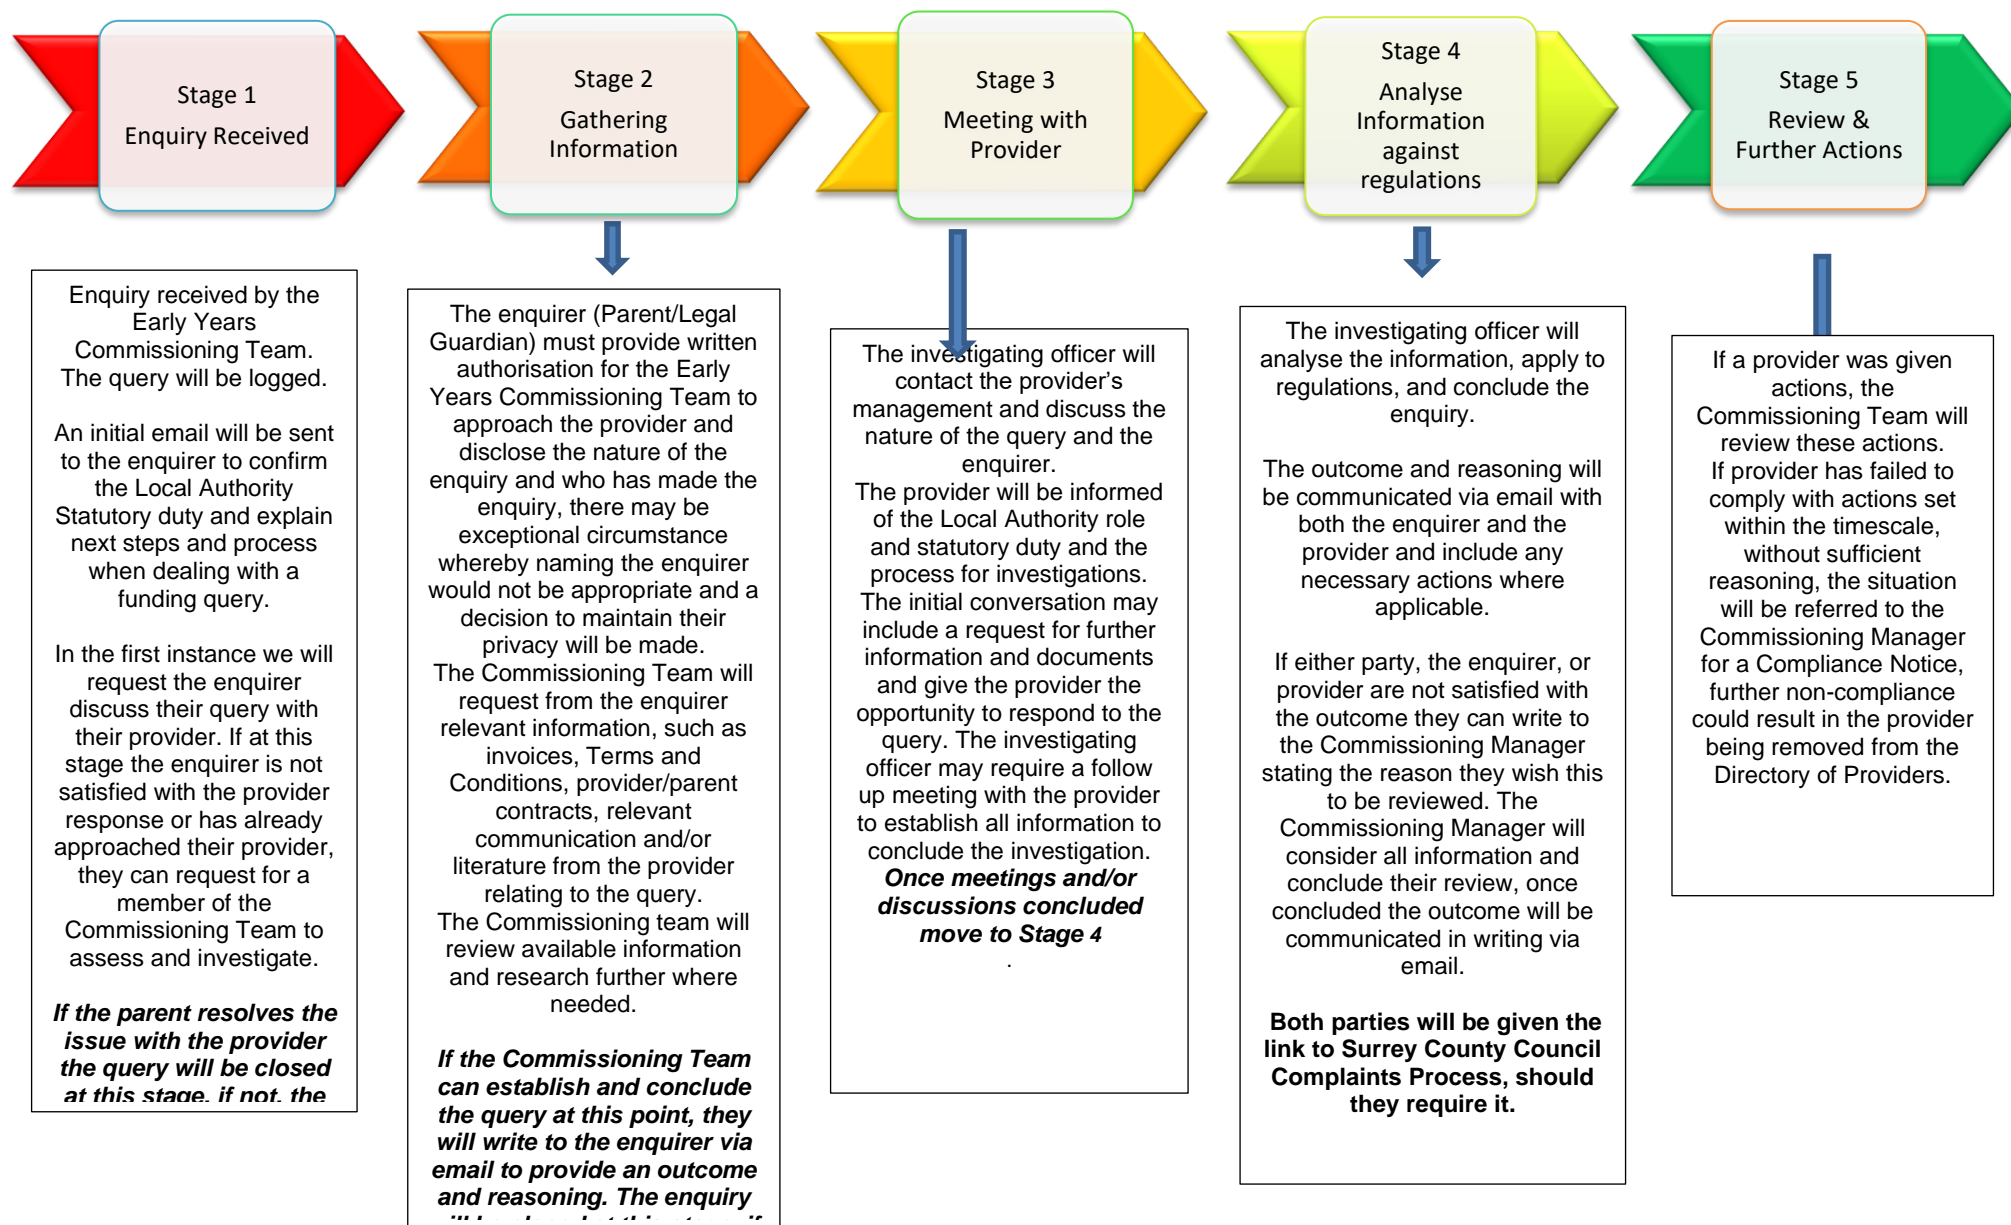 Stage 1
Enquiry Received
Stage 2
Gathering
Information
Stage 3
Meeting with
Provider
Stage 4
Analyse
Information
against
regulations
Stage 5
Review &
Further Actions
Enquiry received by the
Early Years
Commissioning Team.
The query will be logged.
An initial email will be sent
to the enquirer to confirm
the Local Authority
Statutory duty and explain
next steps and process
when dealing with a
funding query.
In the first instance we will
request the enquirer
discuss their query with
their provider. If at this
stage the enquirer is not
satisfied with the provider
response or has already
approached their provider,
they can request for a
member of the
Commissioning Team to
assess and investigate.
If the parent resolves the
issue with the provider
the query will be closed
at this stage, if not, the
The enquirer (Parent/Legal
Guardian) must provide written
authorisation for the Early
Years Commissioning Team to
approach the provider and
disclose the nature of the
enquiry and who has made the
enquiry, there may be
exceptional circumstance
whereby naming the enquirer
would not be appropriate and a
decision to maintain their
privacy will be made.
The Commissioning Team will
request from the enquirer
relevant information, such as
invoices, Terms and
Conditions, provider/parent
contracts, relevant
communication and/or
literature from the provider
relating to the query.
The Commissioning team will
review available information
and research further where
needed.
If the Commissioning Team
can establish and conclude
the query at this point, they
will write to the enquirer via
email to provide an outcome
and reasoning. The enquiry
will be closed at this stage, if
The investigating officer will
contact the provider's
management and discuss the
nature of the query and the
enquirer.
The provider will be informed
of the Local Authority role
and statutory duty and the
process for investigations.
The initial conversation may
include a request for further
information and documents
and give the provider the
opportunity to respond to the
query. The investigating
officer may require a follow
up meeting with the provider
to establish all information to
conclude the investigation.
Once meetings and/or
discussions concluded
move to Stage 4
.
The investigating officer will
analyse the information, apply to
regulations, and conclude the
enquiry.
The outcome and reasoning will
be communicated via email with
both the enquirer and the
provider and include any
necessary actions where
applicable.
If either party, the enquirer, or
provider are not satisfied with
the outcome they can write to
the Commissioning Manager
stating the reason they wish this
to be reviewed. The
Commissioning Manager will
consider all information and
conclude their review, once
concluded the outcome will be
communicated in writing via
email.
Both parties will be given the
link to Surrey County Council
Complaints Process, should
they require it.
If a provider was given
actions, the
Commissioning Team will
review these actions.
If provider has failed to
comply with actions set
within the timescale,
without sufficient
reasoning, the situation
will be referred to the
Commissioning Manager
for a Compliance Notice,
further non-compliance
could result in the provider
being removed from the
Directory of Providers.